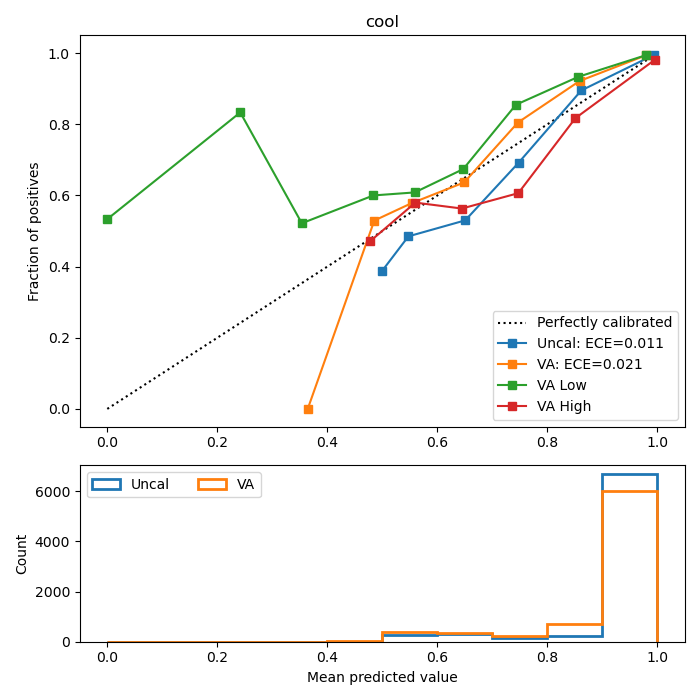 cool
1.0
0.8
0.6
0.4
0.2
0.0
Fraction of positives
Perfectly calibrated
Uncal: ECE=0.011
VA: ECE=0.021
VA Low
VA High
0.0 0.2 0.4 0.6 0.8 1.0
Uncal VA
6000
4000
2000
0
Count
0.0 0.2 0.4 0.6 0.8 1.0
Mean predicted value